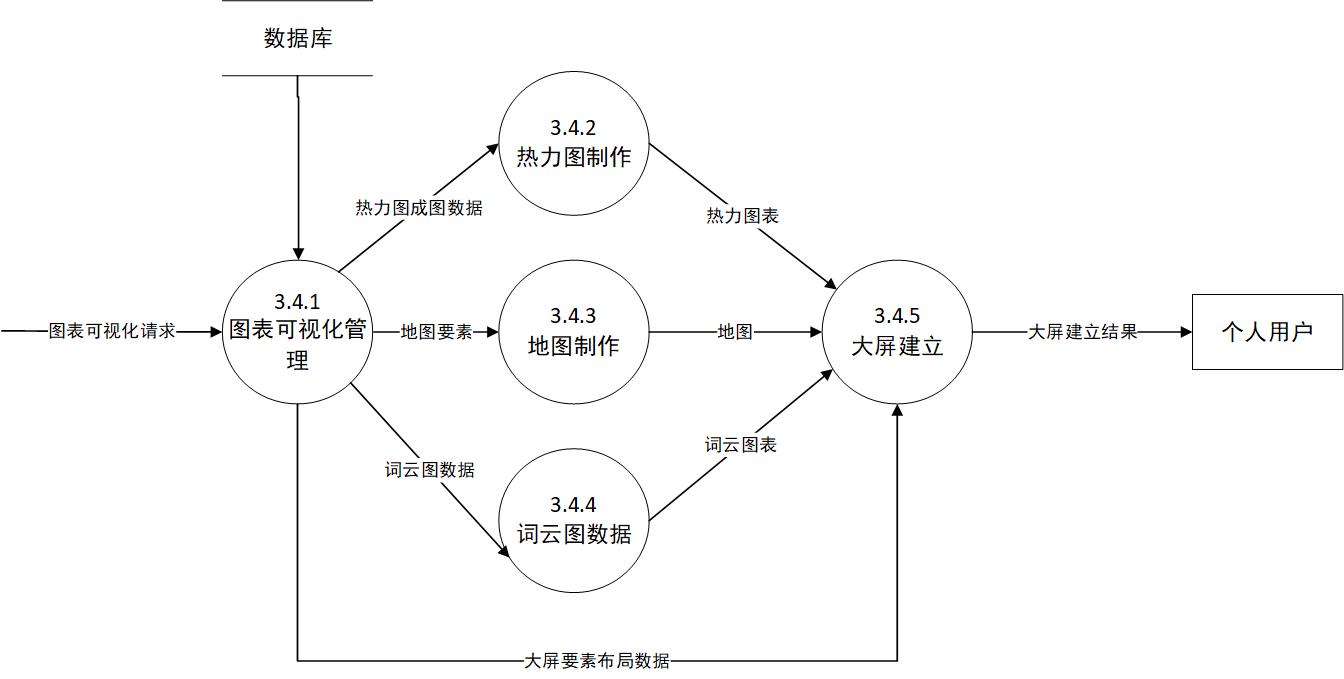 数据库
3.4.2
热力图制作
热力图成图数据
热力图表
3.4.1
图表可视化管
理
图表可视化请求
地图要素
3.4.3
地图制作
地图
3.4.5
大屏建立
大屏建立结果
个人用户
词云图数据
词云图表
3.4.4
词云图数据
大屏要素布局数据